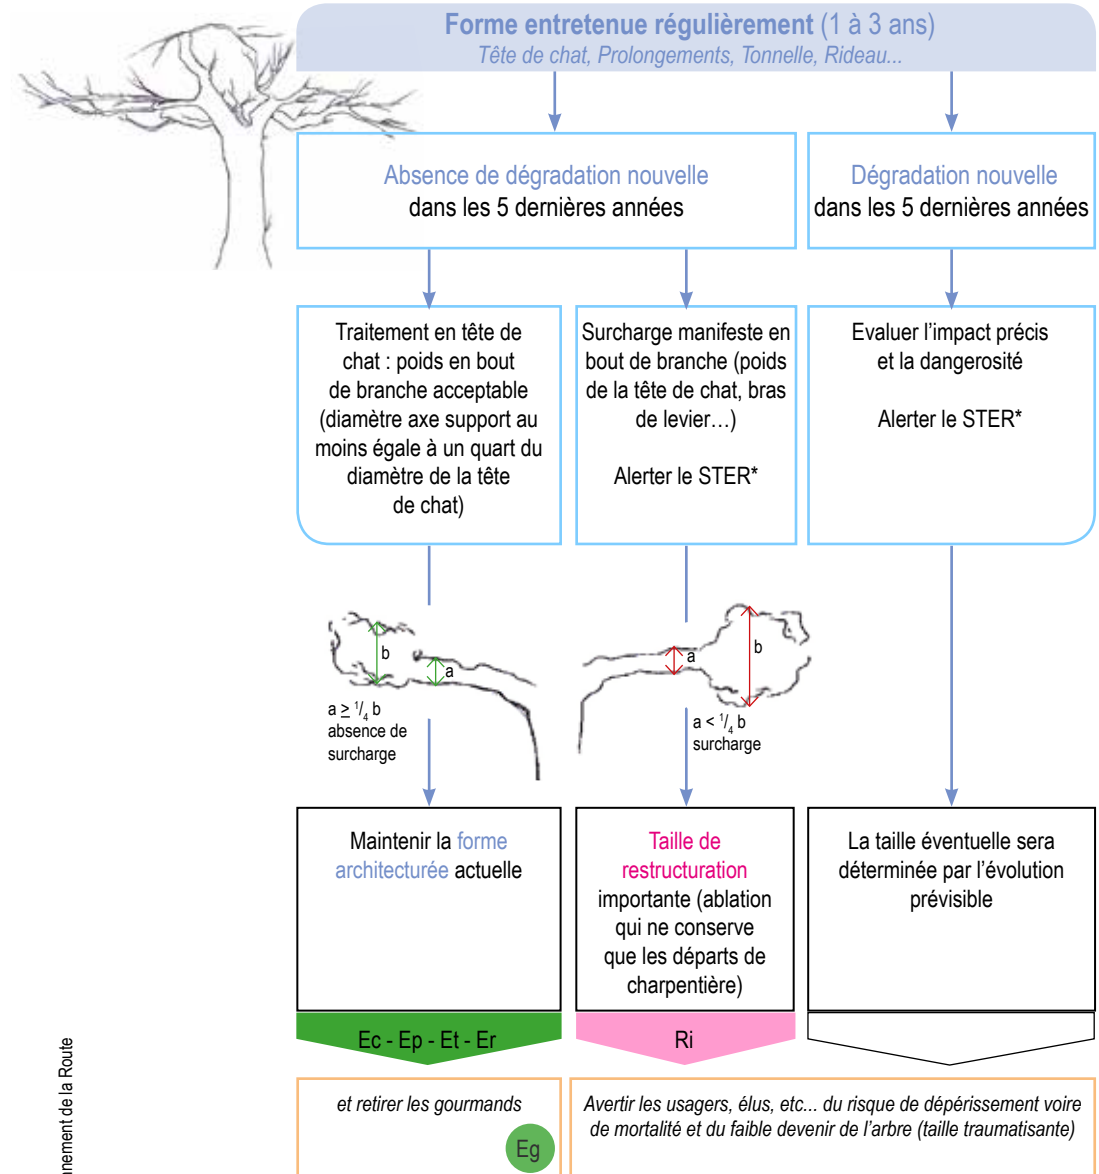 Forme entretenue régulièrement (1 à 3 ans)
Tête de chat, Prolongements, Tonnelle, Rideau...
Absence de dégradation nouvelle
dans les 5 dernières années
Dégradation nouvelle
dans les 5 dernières années
Traitement en tête de
chat : poids en bout
de branche acceptable
(diamètre axe support au
moins égale à un quart du
diamètre de la tête
de chat)
Surcharge manifeste en
bout de branche (poids
de la tête de chat, bras
de levier…)
Alerter le STER*
Evaluer l'impact précis
et la dangerosité
Alerter le STER*
b
a
a ≥ 1/4 b
absence de
surcharge
a
b
a < 1/4 b
surcharge
Maintenir la forme
architecturée actuelle
Taille de
restructuration
importante (ablation
qui ne conserve
que les départs de
charpentière)
La taille éventuelle sera
déterminée par l'évolution
prévisible
Ec - Ep - Et - Er
Ri
et retirer les gourmands
Eg
Avertir les usagers, élus, etc... du risque de dépérissement voire
de mortalité et du faible devenir de l'arbre (taille traumatisante)
nnement de la Route